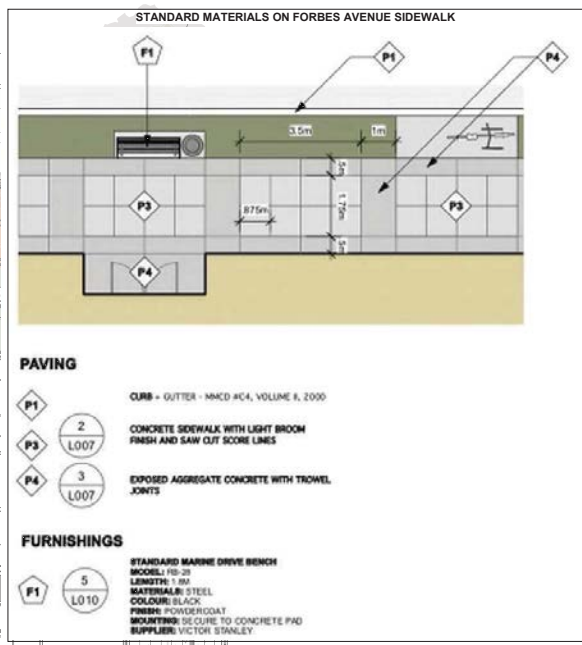 STANDARD MATERIALS ON FORBES AVENUE SIDEWALK
F1
P1
P4
3.5m
1m
.5m
P3
.875m
1.75m
P3
.5m
P4
PAVING
P1
CURB + GUTTER - MMCD #C4, VOLUME II, 2000
P3
2
L007
CONCRETE SIDEWALK WITH LIGHT BROOM
FINISH AND SAW CUT SCORE LINES
P4
3
L007
EXPOSED AGGREGATE CONCRETE WITH TROWEL
JOINTS
FURNISHINGS
F1
5
L010
STANDARD MARINE DRIVE BENCH
MODEL: RB-28
LENGTH: 1.8M
MATERIALS: STEEL
COLOUR: BLACK
FINISH: POWDERCOAT
MOUNTING: SECURE TO CONCRETE PAD
SUPPLIER: VICTOR STANLEY